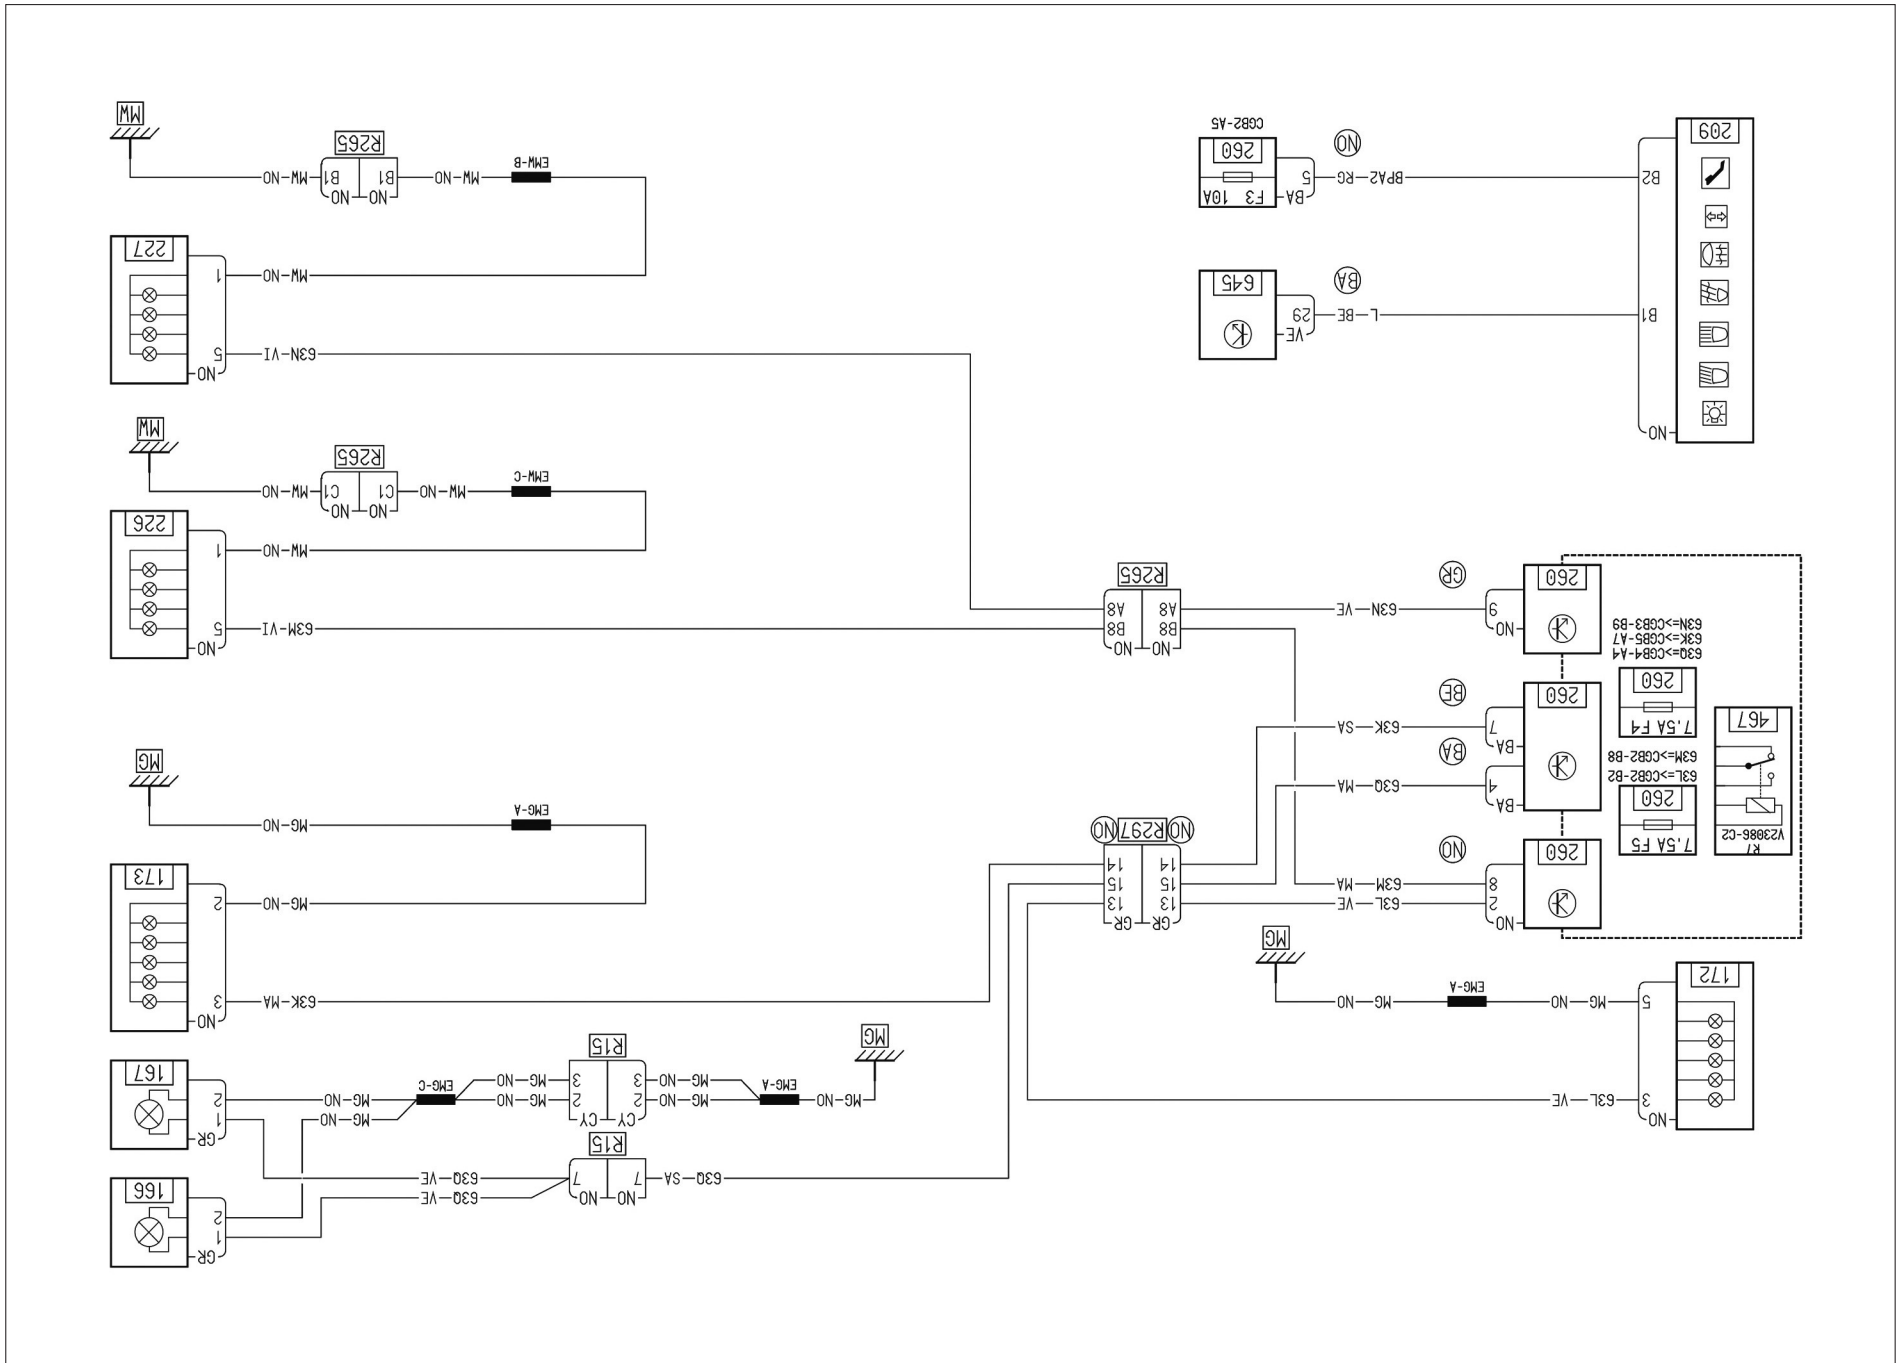 MW
R265
MW-NO
B1
B1
NO
NO
MW-NO
EMW-B
227
1
MW-NO
5
63N-VI
NO
MW
R265
MW-NO
C1
C1
NO
NO
MW-NO
EMW-C
226
1
MW-NO
5
63M-VI
NO
MG
MG-NO
EMG-A
173
2
MG-NO
3
63K-MA
NO
167
2
1
GR
MG-NO
MG-NO
EMG-C
MG-NO
MG-NO
R15
3
2
CY
3
2
CY
MG-NO
MG-NO
EMG-A
MG-NO
MG
166
2
1
GR
63Q-VE
63Q-VE
R15
7
NO
7
NO
63Q-SA
CGB2-A5
260
F3 10A
5
BA
NO
BPA2-RG
B2
209
645
29
VE
BA
L-BE
B1
NO
R265
A8
B8
NO
A8
B8
NO
63N-VE
GR
9
NO
260
63N=>CGB3-B9
63K=>CGB5-A7
63Q=>CGB4-A4
BE
63K-SA
7
BA
260
BA
63Q-MA
4
BA
260
7.5A F4
63M=>CGB2-B8
63L=>CGB2-B2
260
7.5A F5
467
V23086-C2
R7
NO
R297
NO
14
15
13
GR
14
15
13
GR
NO
63M-MA
63L-VE
8
2
NO
260
MG
MG-NO
EMG-A
MG-NO
5
172
63L-VE
3
NO